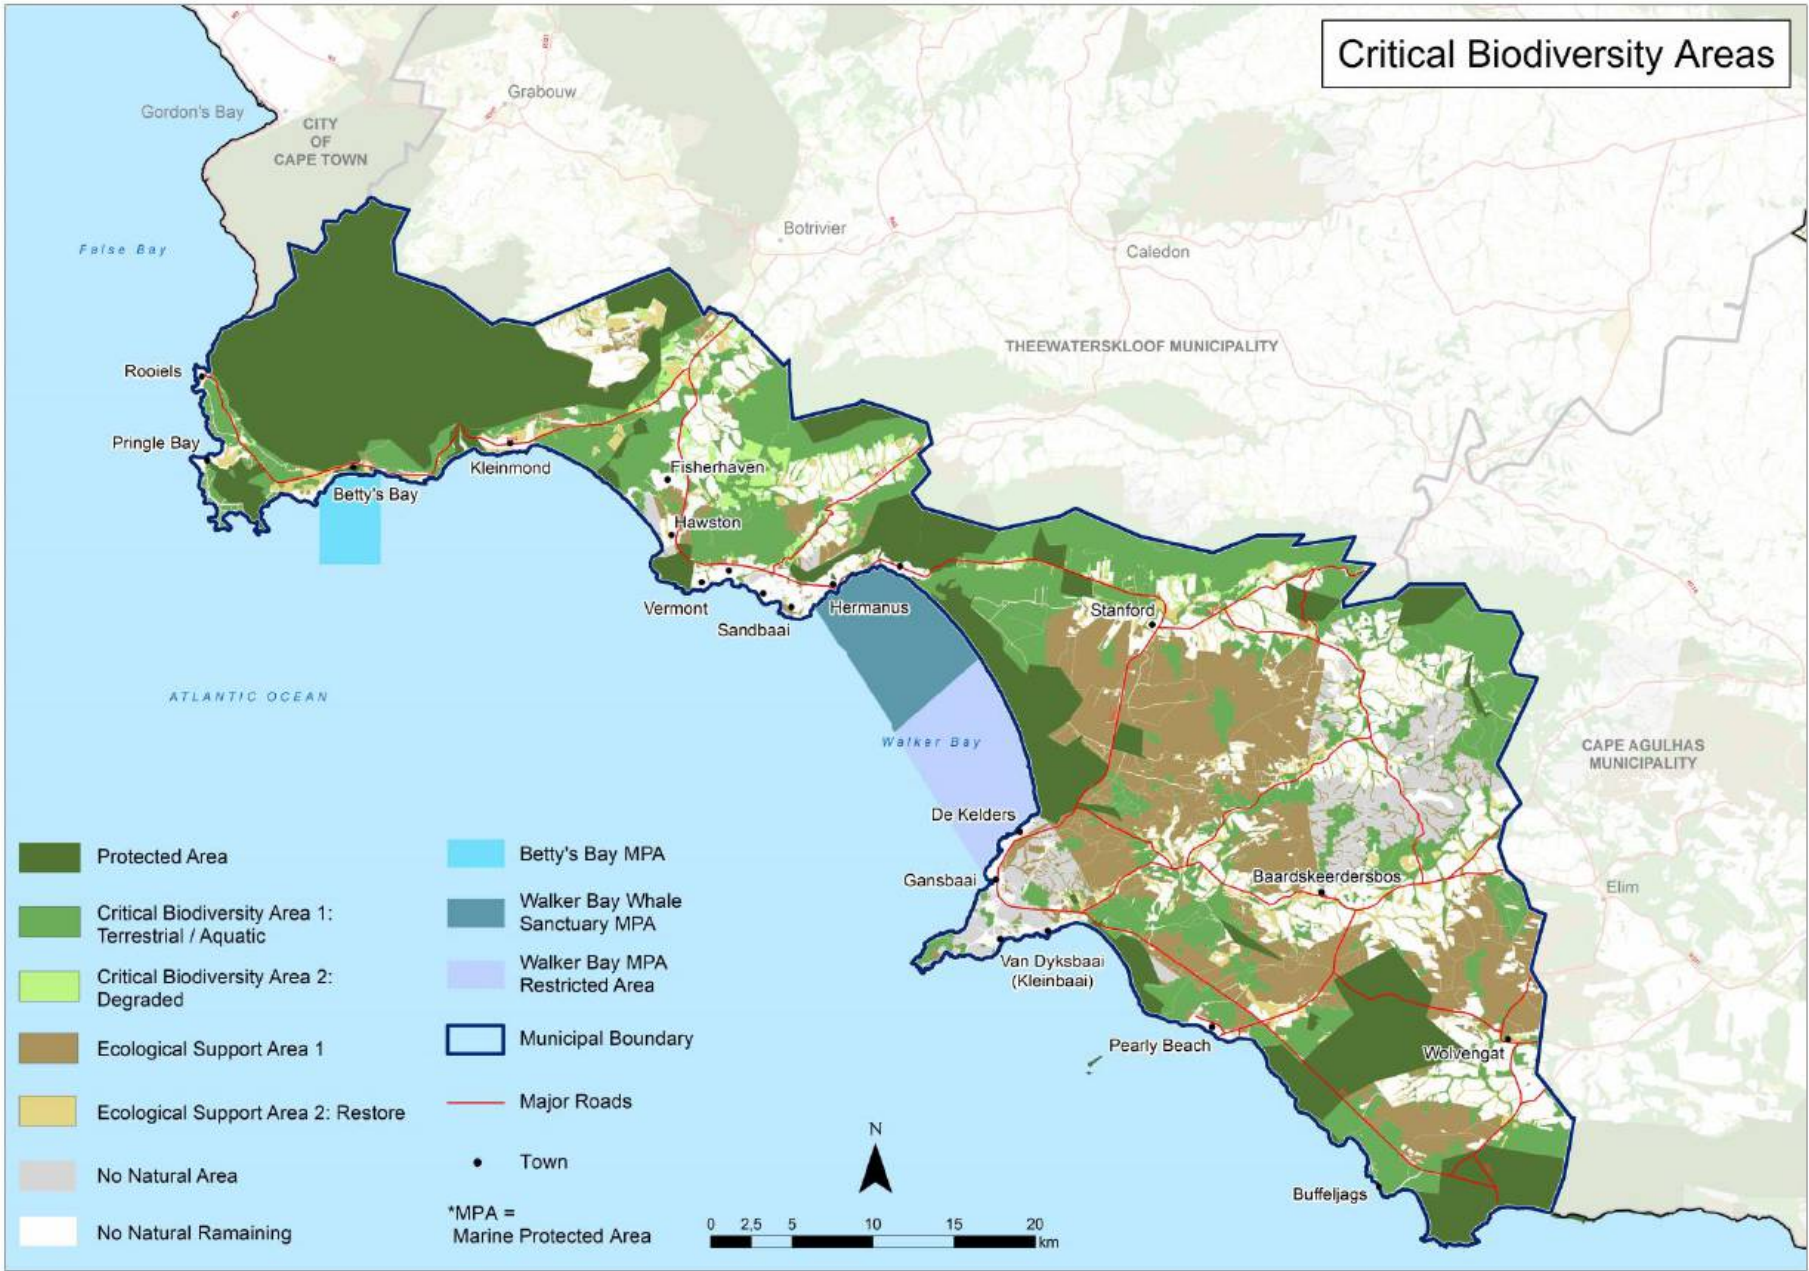 Critical Biodiversity Areas
Grabouw
Gordon's Bay
CITY
OF
CAPE TOWN
Botrivier
False Bay
Caledon
THEEWATERSKLOOF MUNICIPALITY
Rooiels
Pringle Bay
Kleinmond
Fisherhaven
Betty's Bay
Hawston
Vermont
Hermanus
Stanford
Sandbaai
ATLANTIC OCEAN
Walker Bay
CAPE AGULHAS
MUNICIPALITY
De Kelders
Gansbaai
Baardskeerdersbos
Elim
Van Dyksbaai
(Kleinbaai)
Pearly Beach
Wolvengat
Buffeljags
Protected Area
Critical Biodiversity Area 1:
Terrestrial / Aquatic
Critical Biodiversity Area 2:
Degraded
Ecological Support Area 1
Ecological Support Area 2: Restore
No Natural Area
No Natural Ramaining
Betty's Bay MPA
Walker Bay Whale
Sanctuary MPA
Walker Bay MPA
Restricted Area
Municipal Boundary
Major Roads
Town
*MPA =
Marine Protected Area
N
0 2,5 5 10 15 20
km